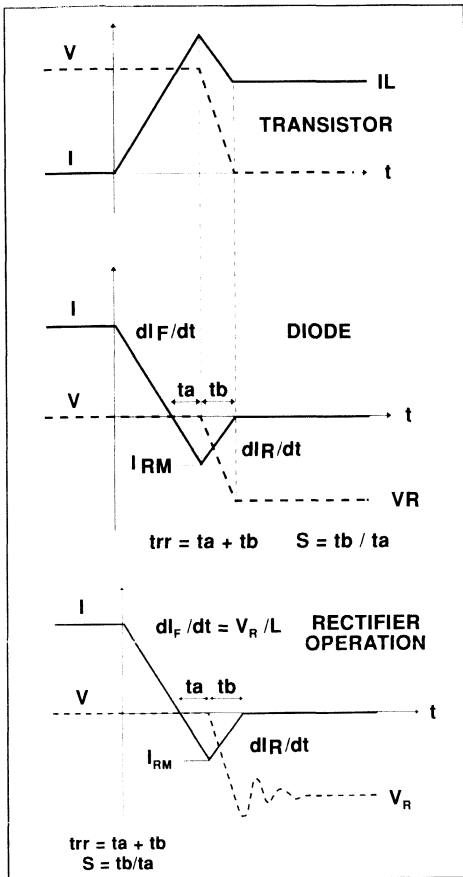 V
IL
TRANSISTOR
I
t
I
dIF/dt
DIODE
ta tb
V
t
IRM
dIR/dt
VR
trr = ta + tb S = tb / ta
I
dIF/dt = VR/L
RECTIFIER
OPERATION
ta tb
V
t
IRM
dIR/dt
VR
trr = ta + tb
S = tb/ta